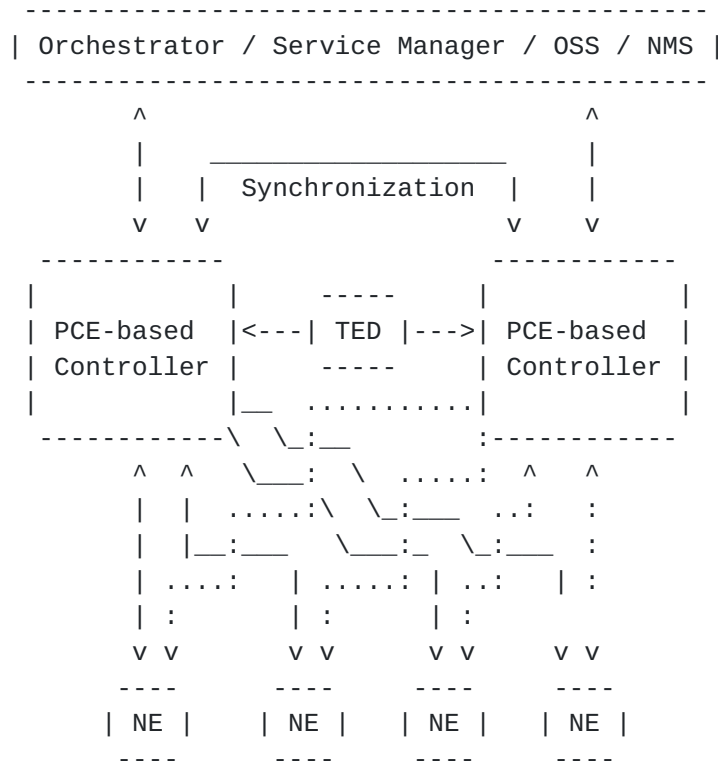 Orchestrator / Service Manager / OSS / NMS
Synchronization
TED
PCE-based
Controller
PCE-based
Controller
NE
NE
NE
NE